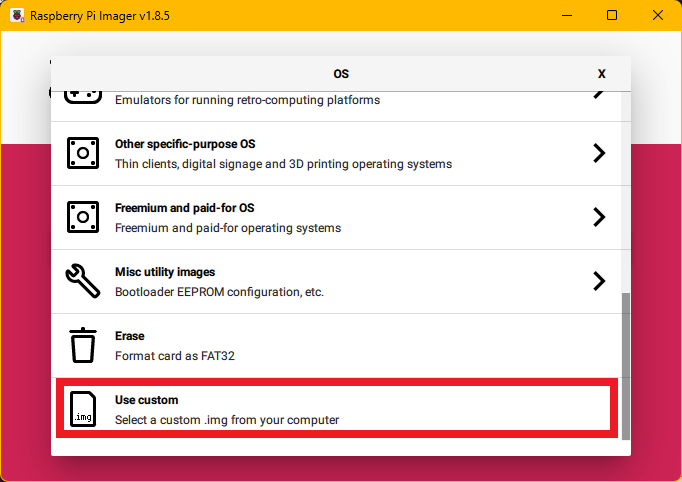 Raspberry Pi Imager v1.8.5
OS
X
Emulators for running retro-computing platforms
Other specific-purpose OS
Thin clients, digital signage and 3D printing operating systems
Freemium and paid-for OS
Freemium and paid-for operating systems
Misc utility images
Bootloader EEPROM configuration, etc.
Erase
Format card as FAT32
.img
Use custom
Select a custom .img from your computer